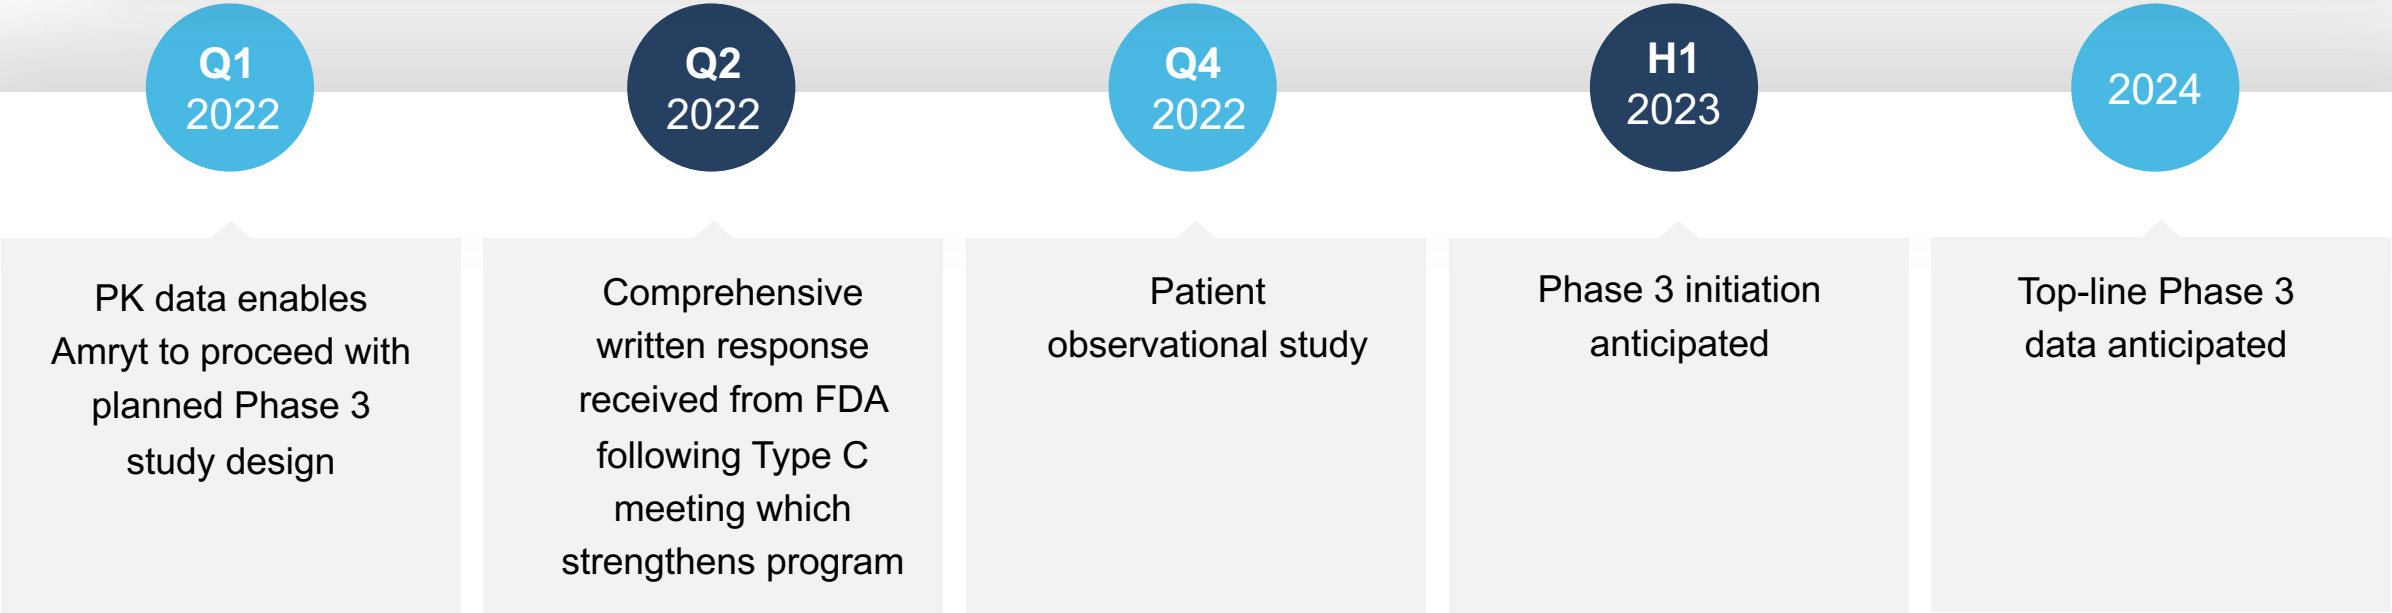 Q1
2022
Q2
2022
Q4
2022
H1
2023
2024
PK data enables
Amryt to proceed with
planned Phase 3
study design
Comprehensive
written response
received from FDA
following Type C
meeting which
strengthens program
Patient
observational study
Phase 3 initiation
anticipated
Top-line Phase 3
data anticipated